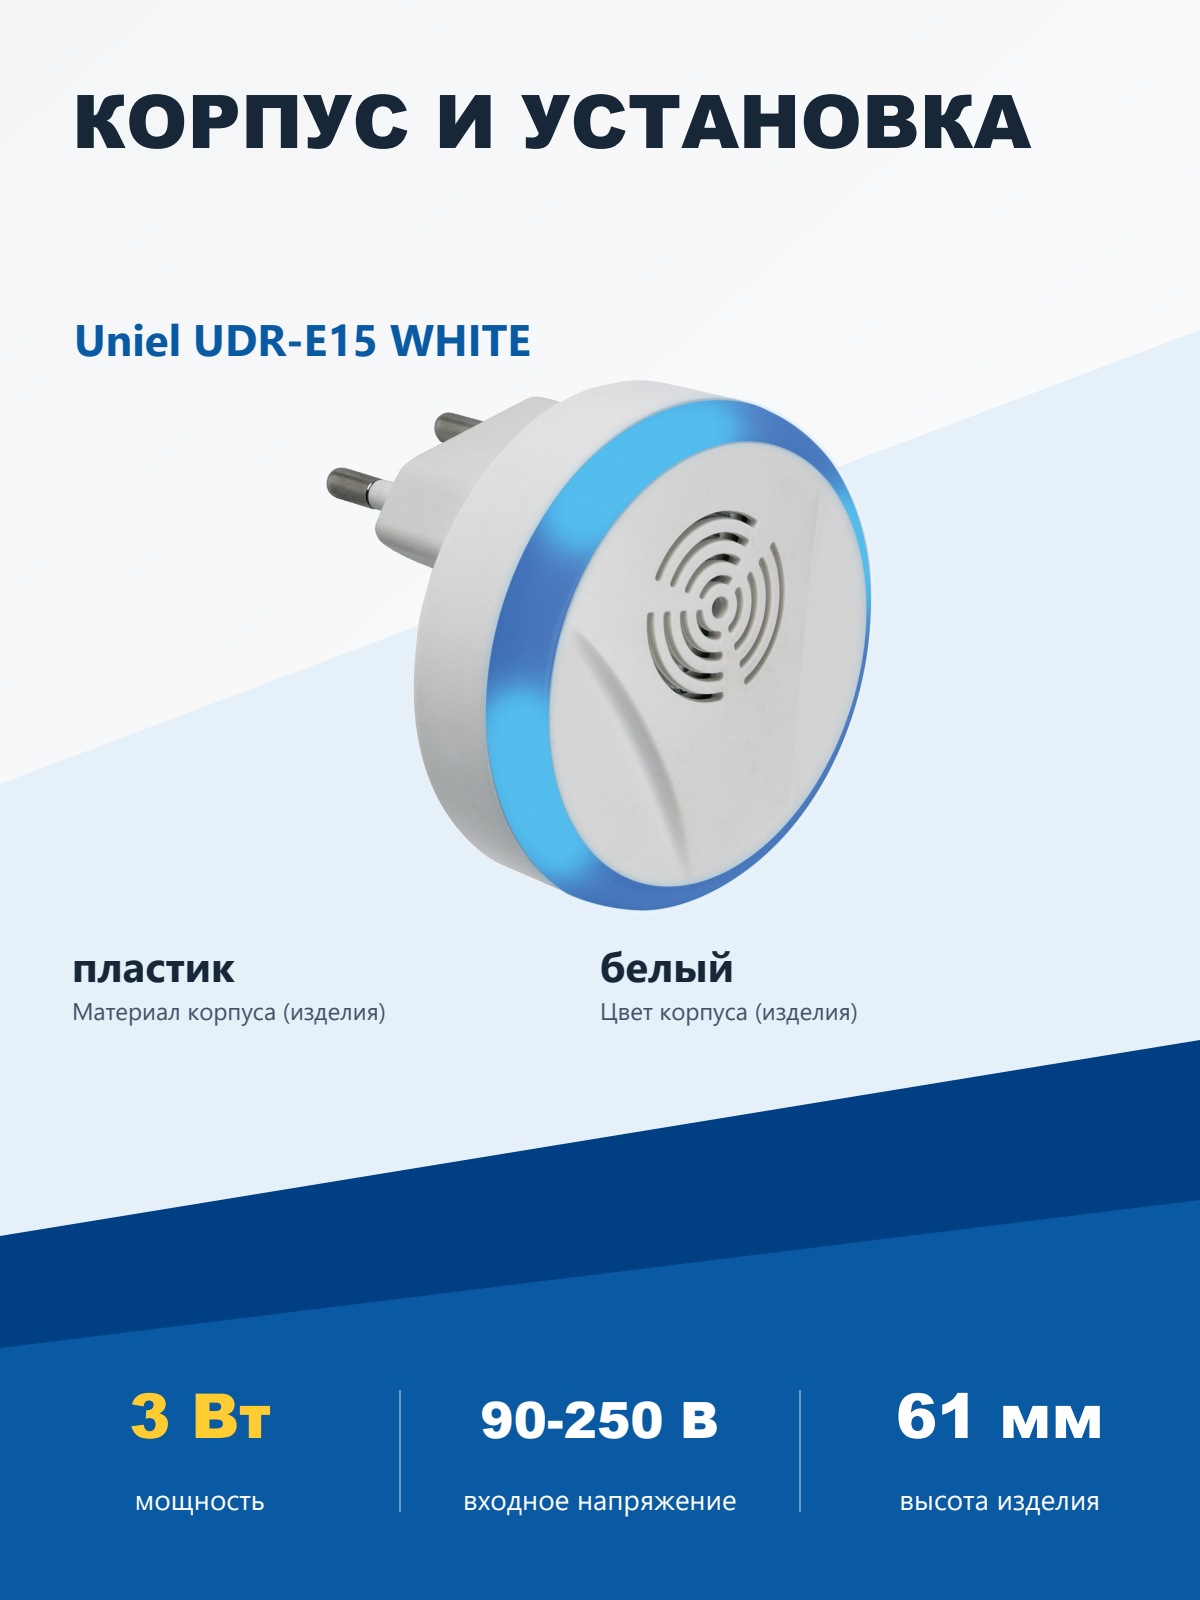 КОРПУС И УСТАНОВКА
Uniel UDR-E15 WHITE
пластик
Материал корпуса (изделия)
белый
Цвет корпуса (изделия)
3 Вт
мощность
90-250 В
входное напряжение
61 мм
высота изделия